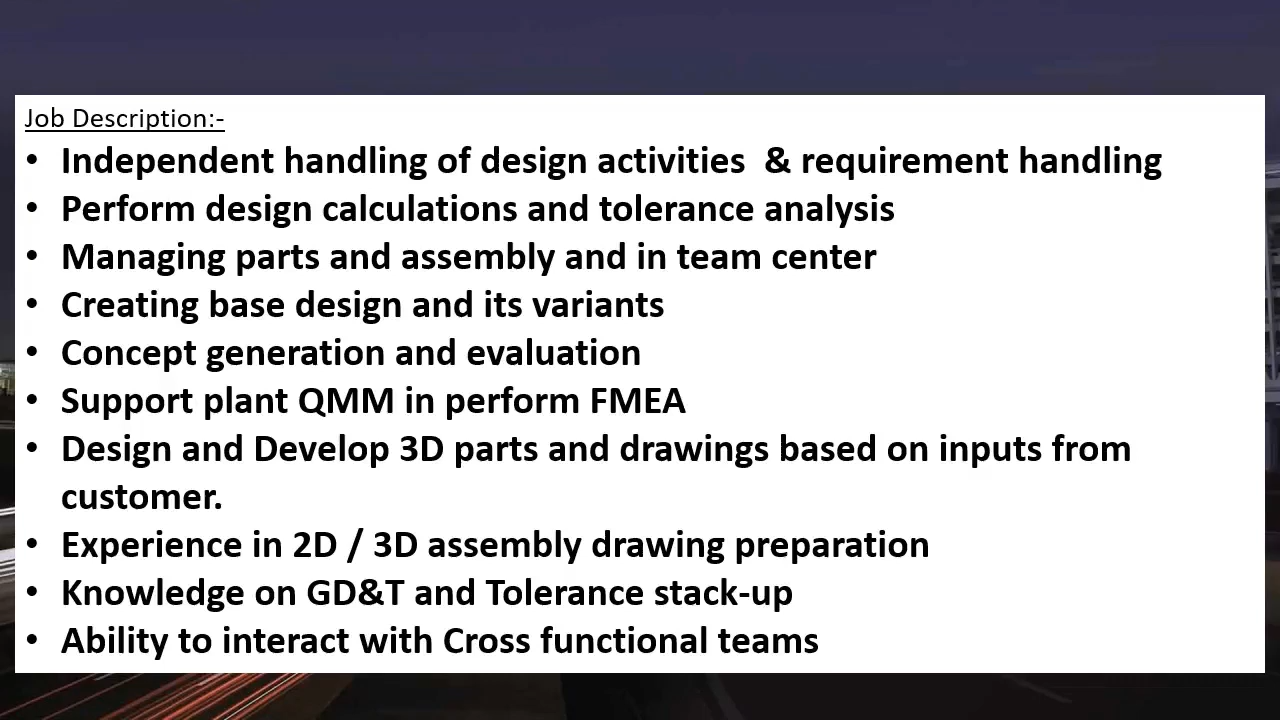 Job Description:-
• Independent handling of design activities  & requirement handling
• Perform design calculations and tolerance analysis
• Managing parts and assembly and in team center
• Creating base design and its variants
• Concept generation and evaluation
• Support plant QMM in perform FMEA
• Design and Develop 3D parts and drawings based on inputs from
customer.
• Experience in 2D / 3D assembly drawing preparation
• Knowledge on GD&T and Tolerance stack-up
• Ability to interact with Cross functional teams